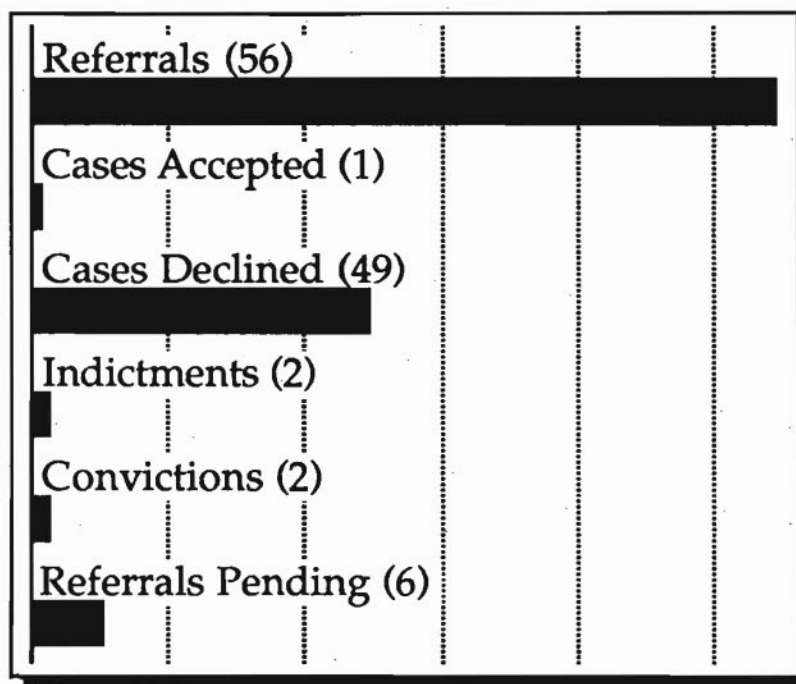 Referrals (56)
Cases Accepted (1)
Cases Declined (49)
Indictments (2)
Convictions (2)
Referrals Pending (6)